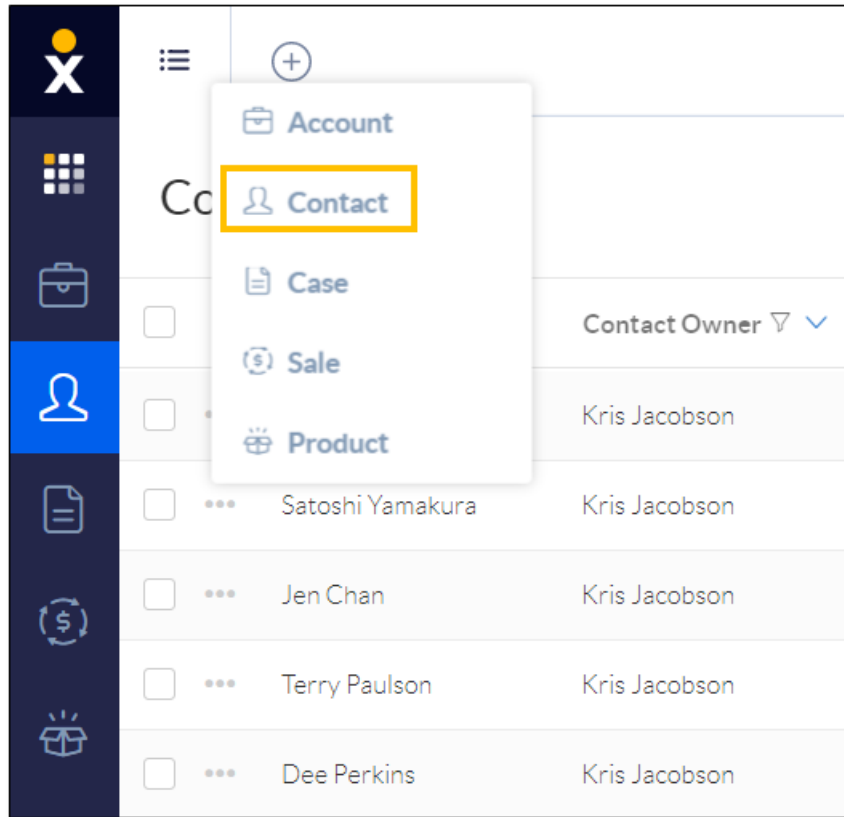 Account
Co
Contact
Case
Contact Owner
Sale
Kris Jacobson
Product
Satoshi Yamakura Kris Jacobson
Jen Chan Kris Jacobson
Terry Paulson Kris Jacobson
Dee Perkins Kris Jacobson